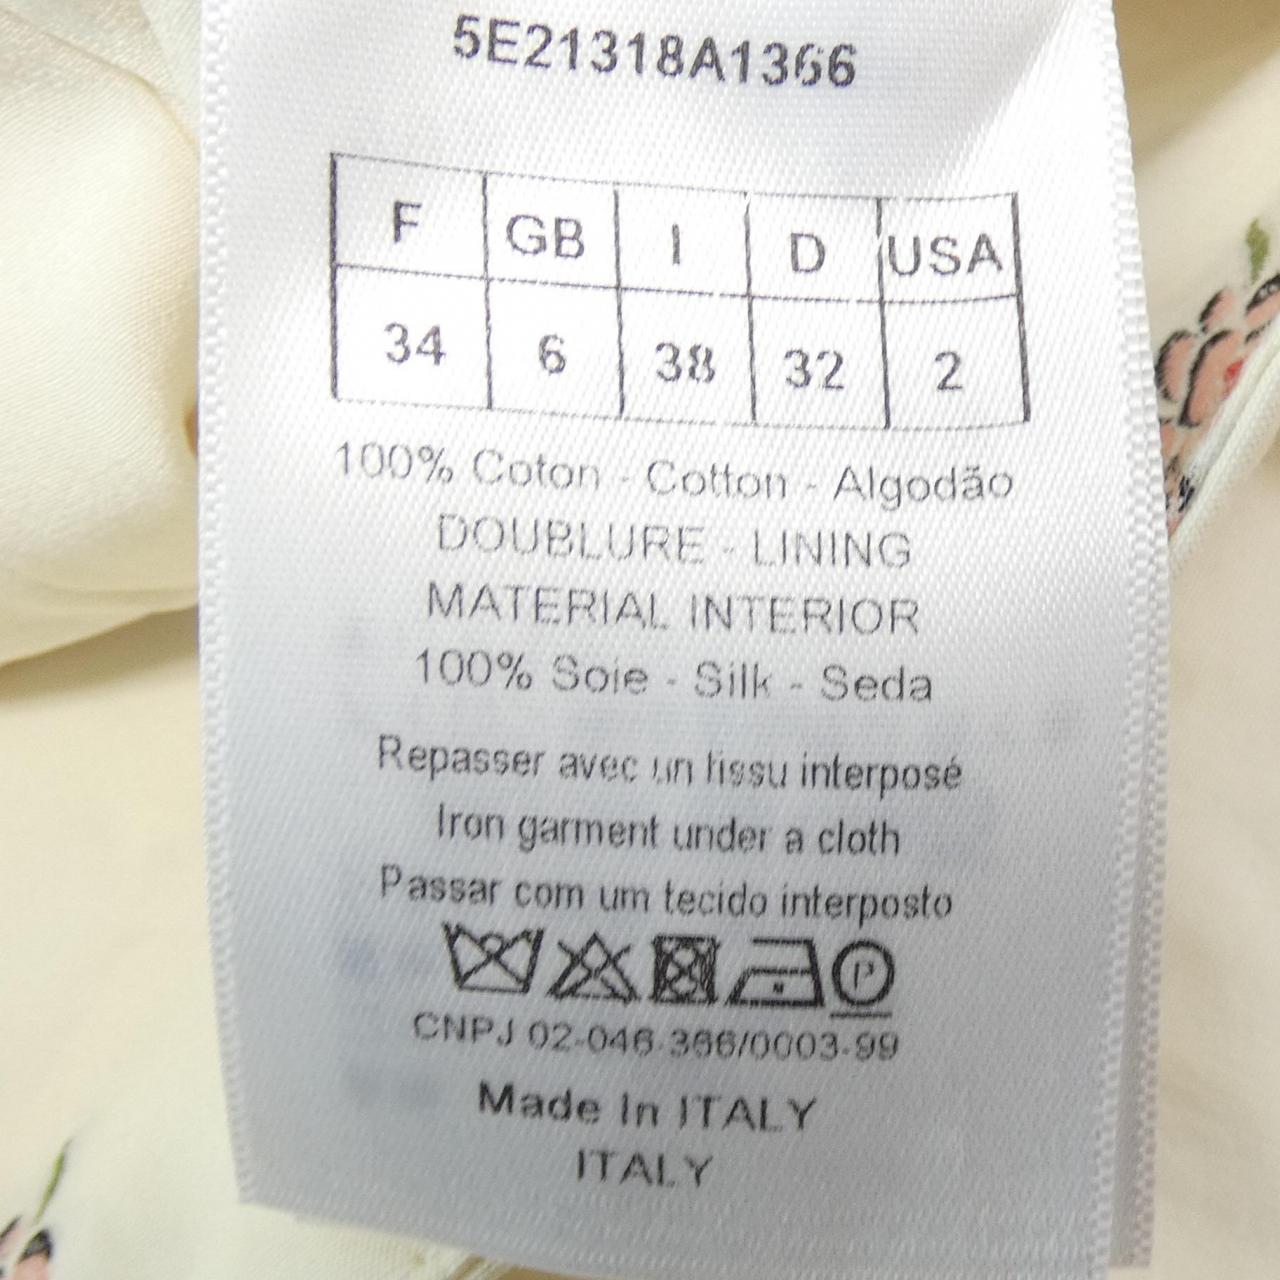 5E21318A1366
F GB I D USA
34 6 38 32 2
100% Coton - Cotton - Algodão
DOUBLURE - LINING
MATERIAL INTERIOR
100% Soie - Silk - Seda
Repasser avec un tissu interposé
Iron garment under a cloth
Passar com um tecido interposto
P
CNPJ 02-046-366/0003-99
Made In ITALY
ITALY